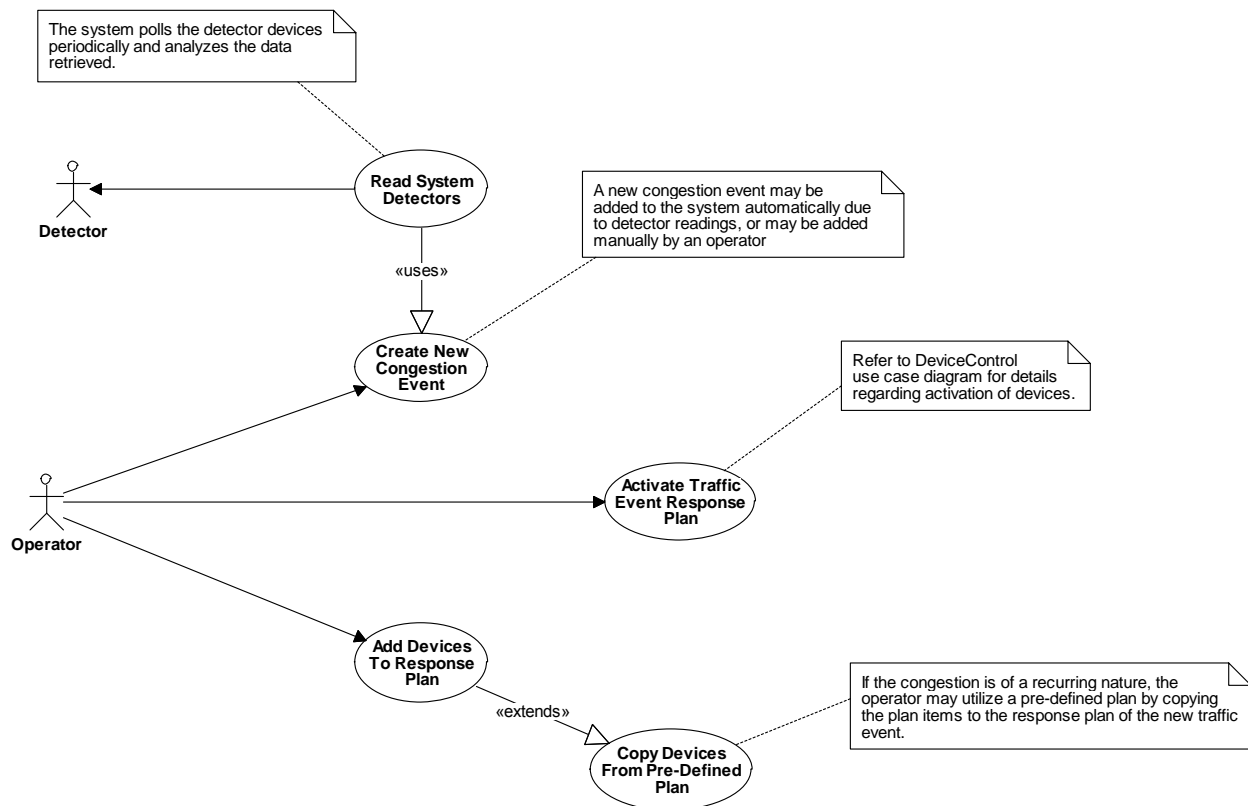 The system polls the detector devices
periodically and analyzes the data
retrieved.
Detector
Read System
Detectors
A new congestion event may be
added to the system automatically due
to detector readings, or may be added
manually by an operator
«uses»
Create New
Congestion
Event
Refer to DeviceControl
use case diagram for details
regarding activation of devices.
Operator
Activate Traffic
Event Response
Plan
Add Devices
To Response
Plan
«extends»
If the congestion is of a recurring nature, the
operator may utilize a pre-defined plan by copying
the plan items to the response plan of the new traffic
event.
Copy Devices
From Pre-Defined
Plan